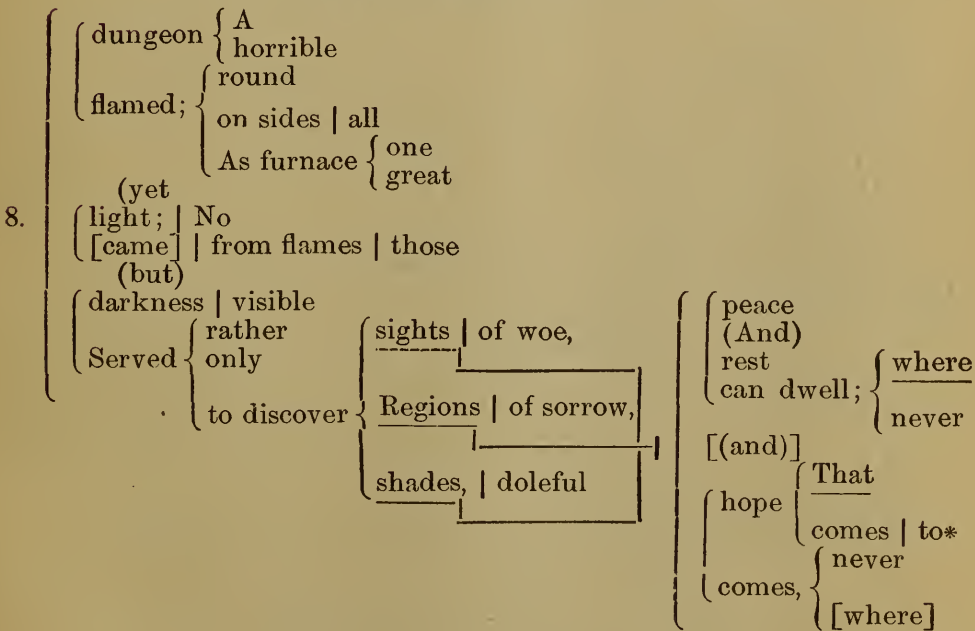 dungeon { A
horrible
flamed; { round
on sides | all
As furnace { one
great
(yet
8. light; | No
[came] | from flames | those
(but)
darkness | visible
Served { rather
only
to discover { sights | of woe,
Regions | of sorrow,
shades, | doleful
peace
(And)
rest
can dwell; { where
never
[(and)]
hope { That
comes | to*
comes, { never
[where]